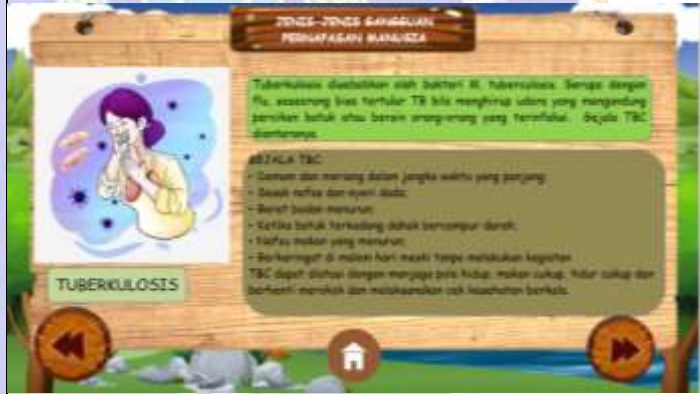 JENIS-JENIS GANGGUAN
PERNAPASAN MANUSIA
Tuberkulosis disebabkan oleh bakteri M. tuberculosis. Serupa dengan
flu, seseorang bisa tertular TB bila menghirup udara yang mengandung
percikan batuk atau bersin orang-orang yang terinfeksi. Gejala TBC
diantaranya
GEJALA TBC:
• Demam dan meriang dalam jangka waktu yang panjang;
• Sesak nafas dan nyeri dada;
• Berat badan menurun;
• Ketika batuk terkadang dahak bercampur darah;
• Nafsu makan yang menurun;
• Berkeringat di malam hari meski tanpa melakukan kegiatan
TBC dapat diatasi dengan menjaga pola hidup, makan cukup, tidur cukup dan
berhenti merokok dan melaksanakan cek kesehatan berkala.
TUBERKULOSIS